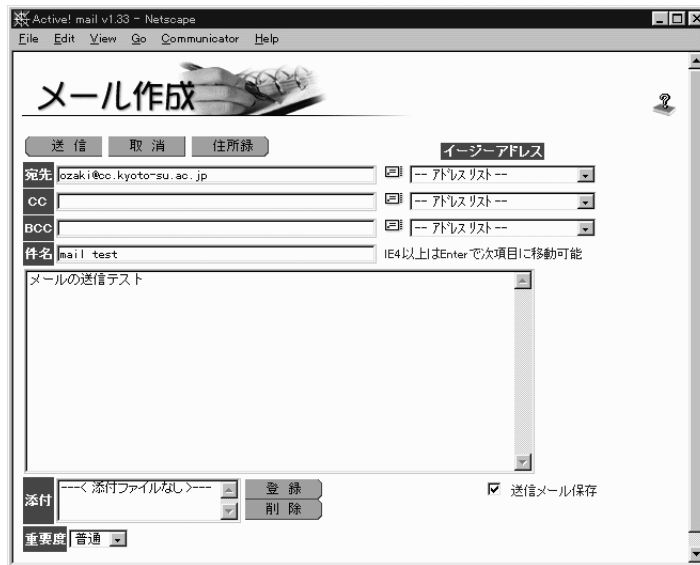 Active! mail v1.33 - Netscape
File Edit View Go Communicator Help
メール作成
送 信 取 消 住所録
イージーアドレス
宛先 ozaki@cc.kyoto-su.ac.jp -- アドレスリスト --
CC -- アドレスリスト --
BCC -- アドレスリスト --
件名 mail test IE4以上はEnterで次項目に移動可能
メールの送信テスト
添付 ---< 添付ファイルなし >--- 登 録
削 除
送信メール保存
重要度 普通